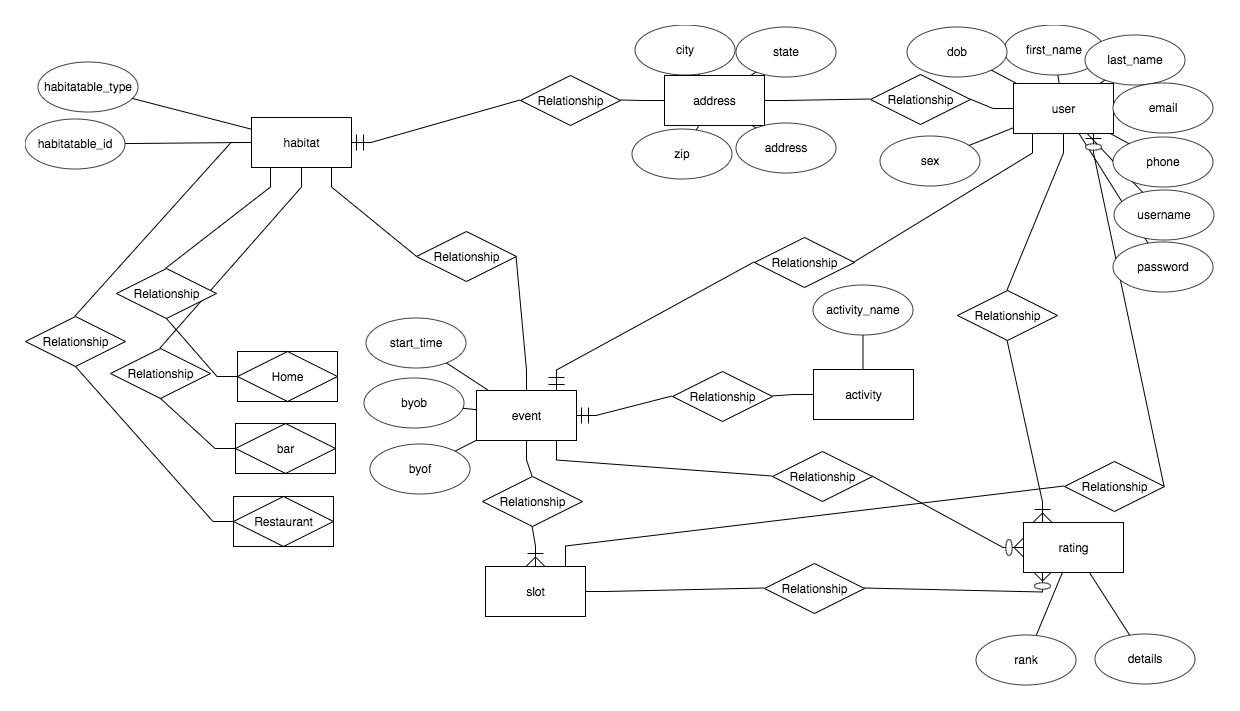 city
state
dob
first_name
last_name
habitatable_type
Relationship
address
Relationship
user
email
habitatable_id
habitat
zip
address
sex
phone
username
Relationship
Relationship
password
Relationship
activity_name
Relationship
Relationship
start_time
Relationship
Home
Relationship
byob
event
Relationship
activity
bar
byof
Relationship
Relationship
Relationship
Restaurant
rating
slot
Relationship
rank
details